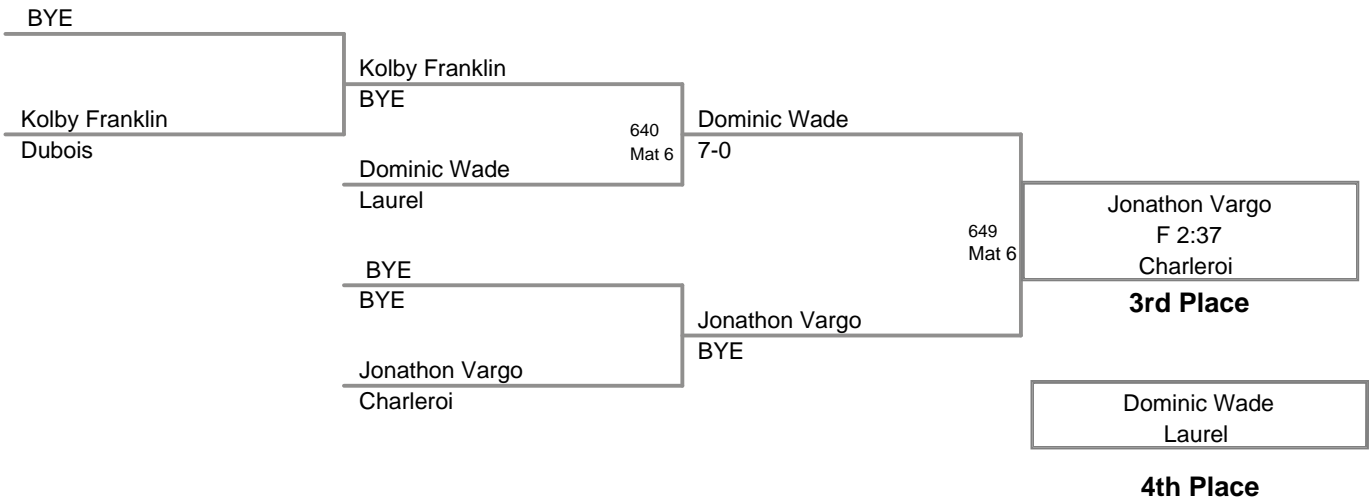 BYE
Kolby Franklin
Dubois
Kolby Franklin
BYE
640
Mat 6
Dominic Wade
Laurel
BYE
BYE
Jonathon Vargo
Charleroi
Dominic Wade
7-0
649
Mat 6
Jonathon Vargo
BYE
Jonathon Vargo
F 2:37
Charleroi
3rd Place
Dominic Wade
Laurel
4th Place